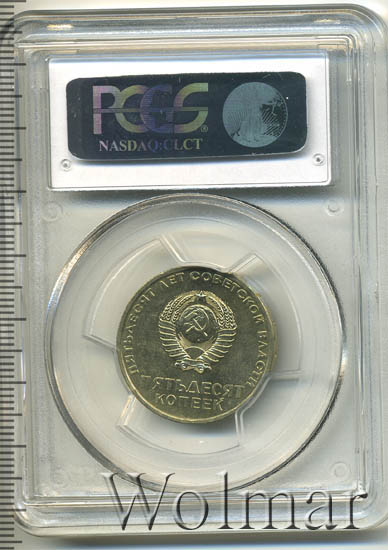 PCGS®
NASDAQ:CLCT
ПЯТЬДЕСЯТ ЛЕТ СОВЕТСКОЙ ВЛАСТИ
ПЯТЬДЕСЯТ
КОПЕЕК
Wolmar